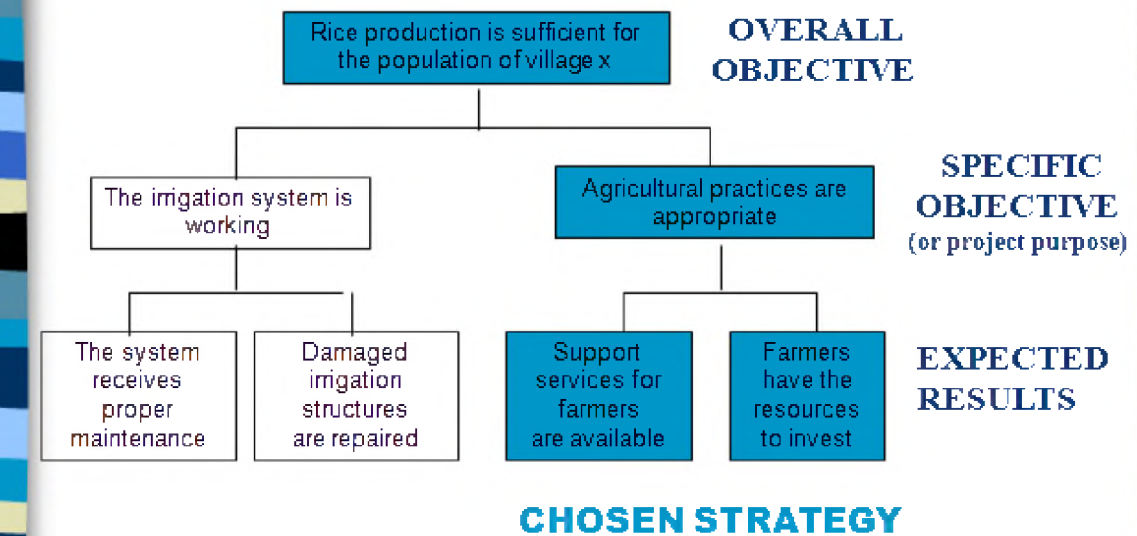 Rice production is sufficient for
the population of village x
OVERALL
OBJECTIVE
The irrigation system is
working
Agricultural practices are
appropriate
SPECIFIC
OBJECTIVE
(or project purpose)
The system
receives
proper
maintenance
Damaged
irrigation
structures
are repaired
Support
services for
farmers
are available
Farmers
have the
resources
to invest
EXPECTED
RESULTS
CHOSEN STRATEGY